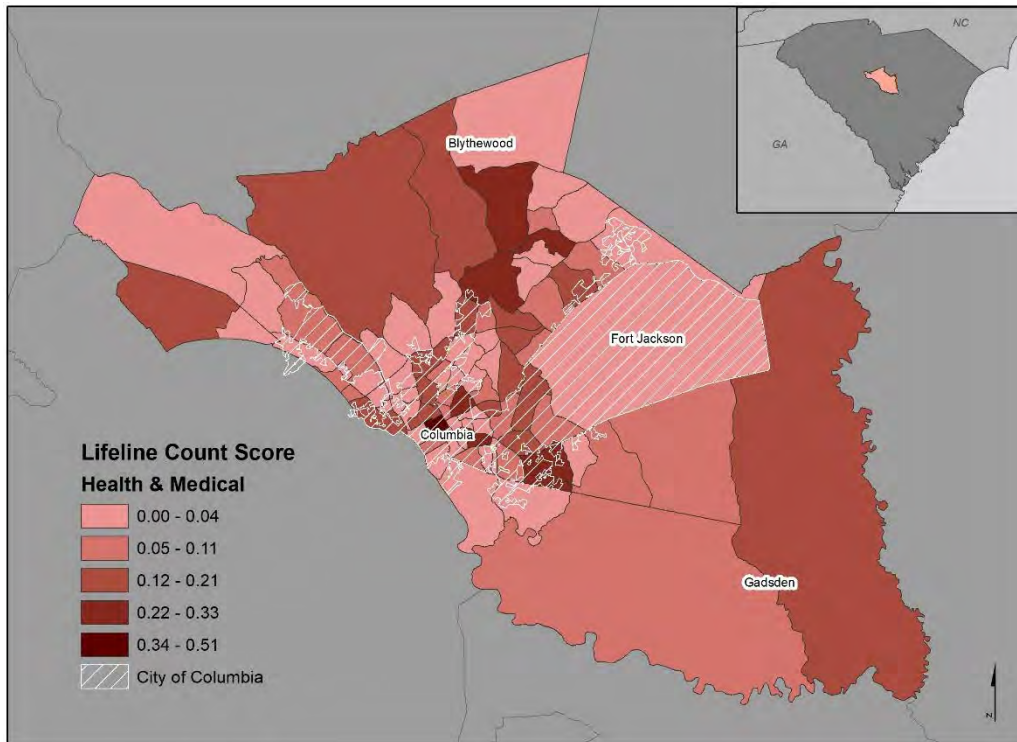 NC
GA
Blythewood
Fort Jackson
Columbia
Gadsden
Lifeline Count Score
Health & Medical
0.00 - 0.04
0.05 - 0.11
0.12 - 0.21
0.22 - 0.33
0.34 - 0.51
City of Columbia
N